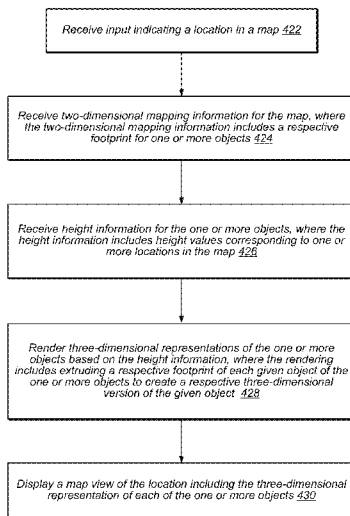 Receive input indicating a location in a map 422
Receive two-dimensional mapping information for the map, where
the two-dimensional mapping information includes a respective
footprint for one or more objects 424
Receive height information for the one or more objects, where the
height information includes height values corresponding to one or
more locations in the map 426
Render three-dimensional representations of the one or more
objects based on the height information, where the rendering
includes extruding a respective footprint of each given object of
the one or more objects to create a respective three-dimensional
version of the given object 428
Display a map view of the location including the three-dimensional
representation of each of the one or more objects 430